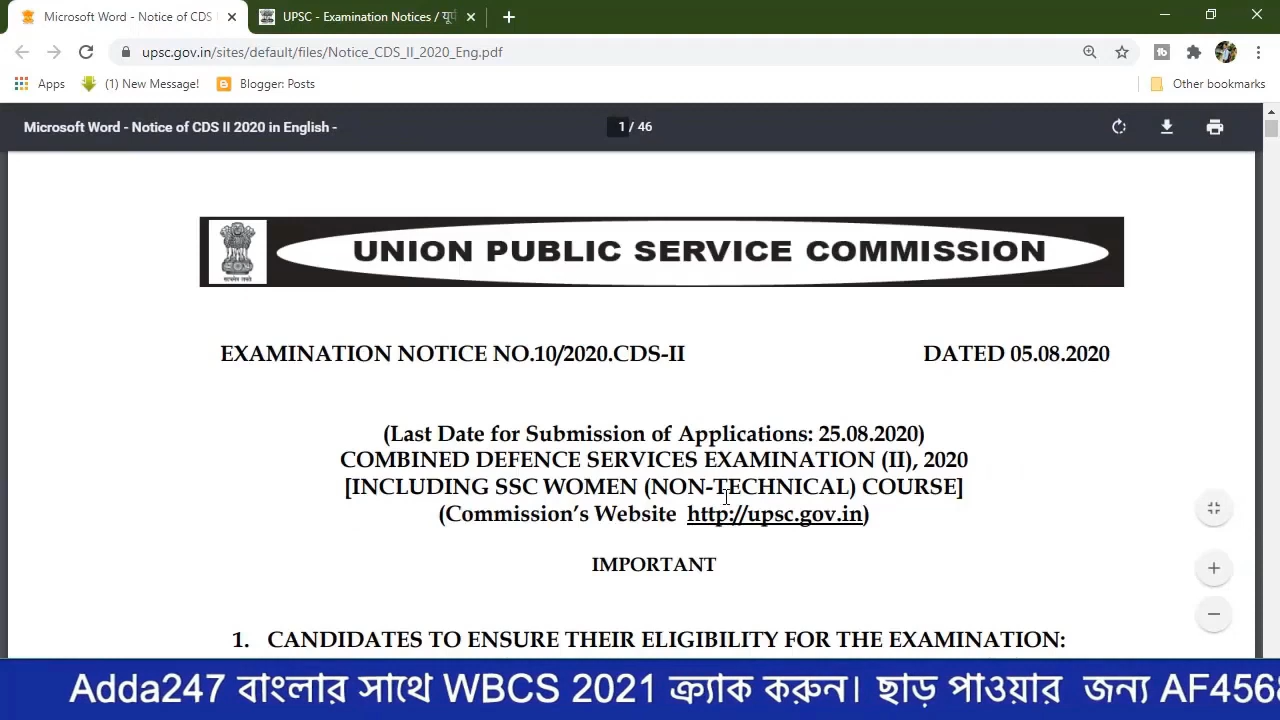 Microsoft Word - Notice of CDS
UPSC - Examination Notices / यूपी
upsc.gov.in/sites/default/files/Notice_CDS_II_2020_Eng.pdf
Apps
(1) New Message!
Blogger: Posts
Other bookmarks
Microsoft Word - Notice of CDS II 2020 in English -
1 / 46
UNION PUBLIC SERVICE COMMISSION
EXAMINATION NOTICE NO.10/2020.CDS-II
DATED 05.08.2020
(Last Date for Submission of Applications: 25.08.2020)
COMBINED DEFENCE SERVICES EXAMINATION (II), 2020
[INCLUDING SSC WOMEN (NON-TECHNICAL) COURSE]
(Commission’s Website http://upsc.gov.in)
IMPORTANT
1. CANDIDATES TO ENSURE THEIR ELIGIBILITY FOR THE EXAMINATION:
Adda247 বাংলার সাথে WBCS 2021 ক্র্যাক করুন। ছাড় পাওয়ার জন্য AF456